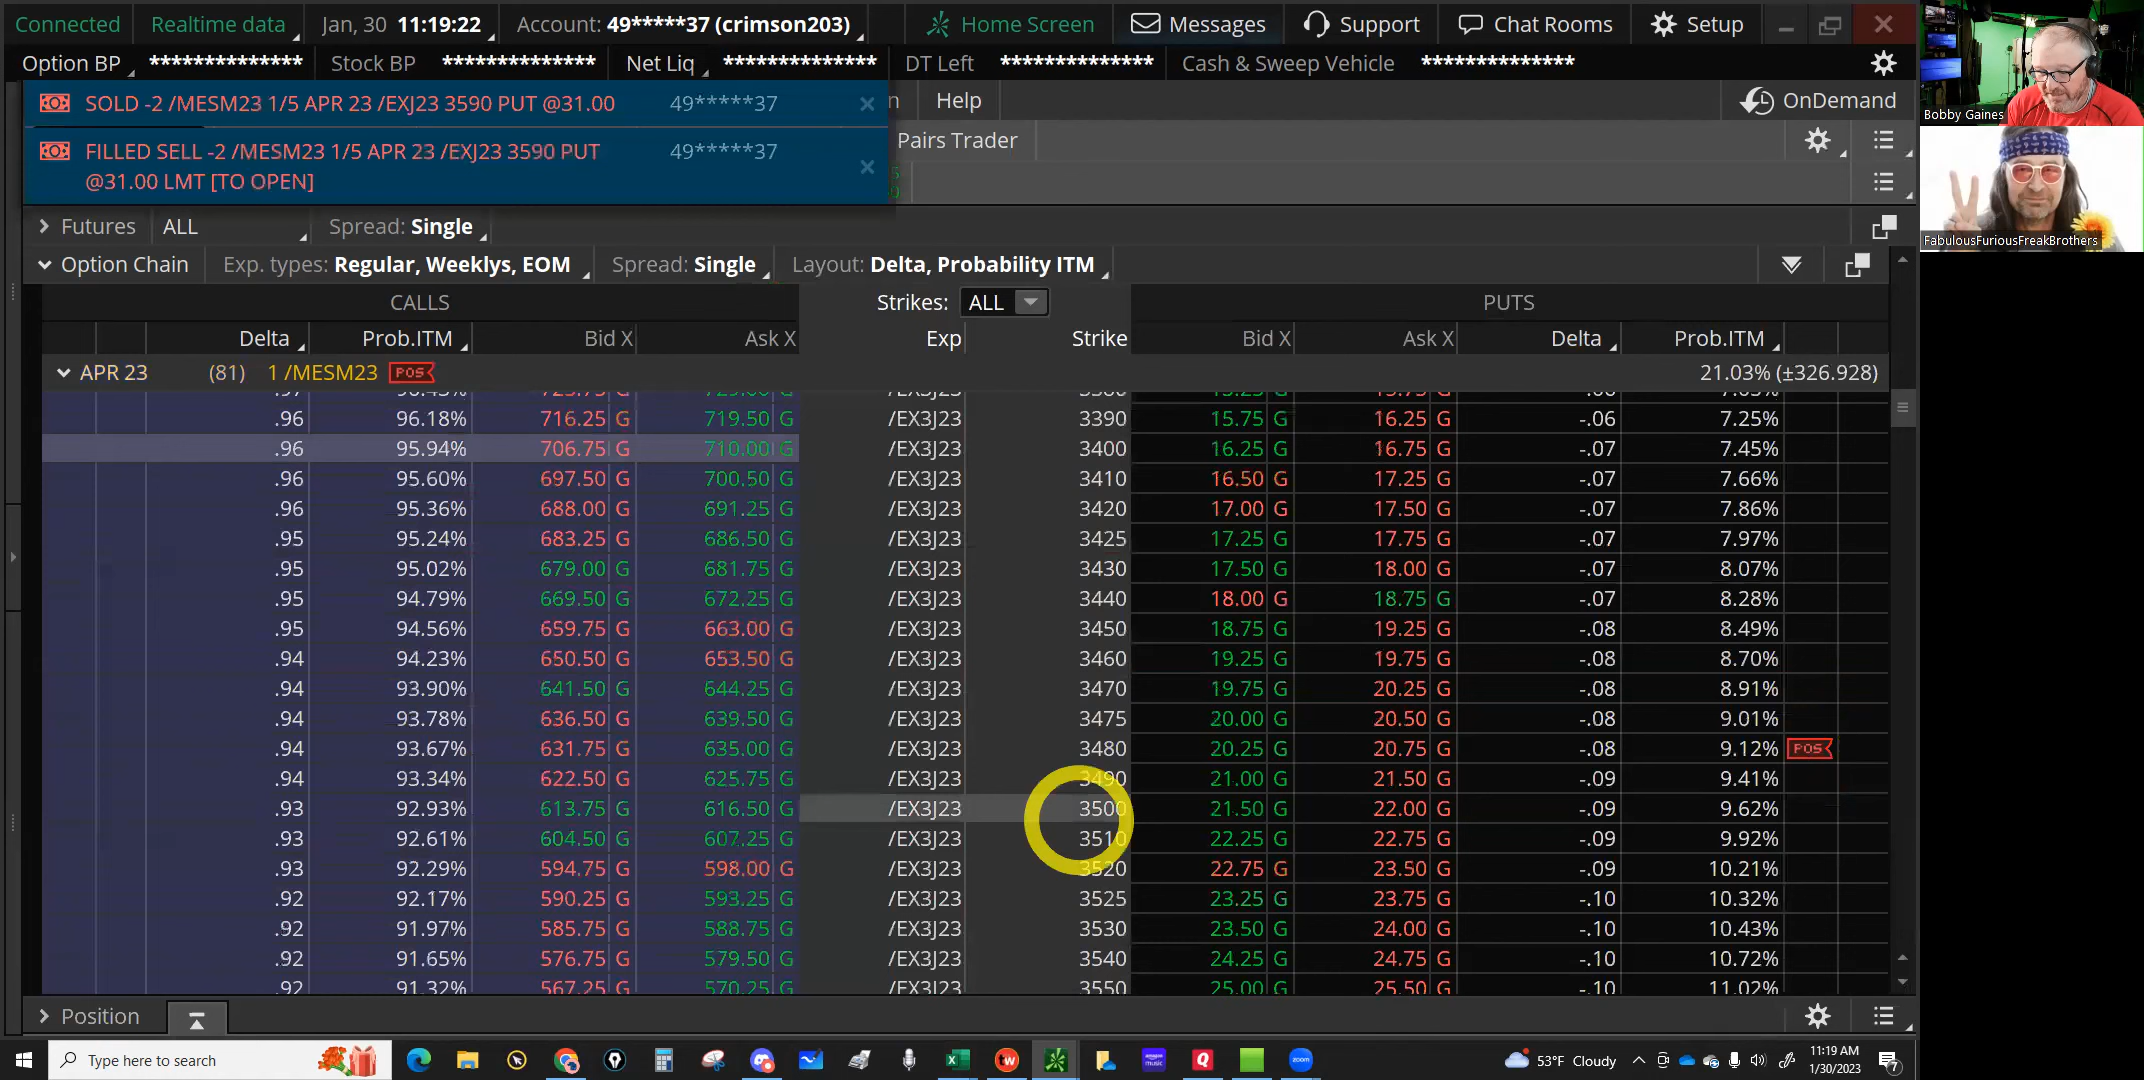 Connected Realtime data Jan, 30 11:19:22 Account: 49*****37 (crimson203) Home Screen Messages Support Chat Rooms Setup
Option BP ************** Stock BP ************** Net Liq ************** DT Left ************** Cash & Sweep Vehicle **************
SOLD -2 /MESM23 1/5 APR 23 /EXJ23 3590 PUT @31.00 49*****37
n Help OnDemand
FILLED SELL -2 /MESM23 1/5 APR 23 /EXJ23 3590 PUT 49*****37
@31.00 LMT [TO OPEN]
Pairs Trader
Futures ALL Spread: Single
Option Chain Exp. types: Regular, Weeklys, EOM Spread: Single Layout: Delta, Probability ITM
CALLS Strikes: ALL PUTS
Delta Prob.ITM Bid X Ask X Exp Strike Bid X Ask X Delta Prob.ITM
APR 23 (81) 1 /MESM23 POS 21.03% (±326.928)
.96 96.18% 716.25 G 719.50 G /EX3J23 3390 15.75 G 16.25 G -.06 7.25%
.96 95.94% 706.75 G 710.00 G /EX3J23 3400 16.25 G 16.75 G -.07 7.45%
.96 95.60% 697.50 G 700.50 G /EX3J23 3410 16.50 G 17.25 G -.07 7.66%
.96 95.36% 688.00 G 691.25 G /EX3J23 3420 17.00 G 17.50 G -.07 7.86%
.95 95.24% 683.25 G 686.50 G /EX3J23 3425 17.25 G 17.75 G -.07 7.97%
.95 95.02% 679.00 G 681.75 G /EX3J23 3430 17.50 G 18.00 G -.07 8.07%
.95 94.79% 669.50 G 672.25 G /EX3J23 3440 18.00 G 18.75 G -.07 8.28%
.95 94.56% 659.75 G 663.00 G /EX3J23 3450 18.75 G 19.25 G -.08 8.49%
.94 94.23% 650.50 G 653.50 G /EX3J23 3460 19.25 G 19.75 G -.08 8.70%
.94 93.90% 641.50 G 644.25 G /EX3J23 3470 19.75 G 20.25 G -.08 8.91%
.94 93.78% 636.50 G 639.50 G /EX3J23 3475 20.00 G 20.50 G -.08 9.01%
.94 93.67% 631.75 G 635.00 G /EX3J23 3480 20.25 G 20.75 G -.08 9.12% POS
.94 93.34% 622.50 G 625.75 G /EX3J23 3490 21.00 G 21.50 G -.09 9.41%
.93 92.93% 613.75 G 616.50 G /EX3J23 3500 21.50 G 22.00 G -.09 9.62%
.93 92.61% 604.50 G 607.25 G /EX3J23 3510 22.25 G 22.75 G -.09 9.92%
.93 92.29% 594.75 G 598.00 G /EX3J23 3520 22.75 G 23.50 G -.09 10.21%
.92 92.17% 590.25 G 593.25 G /EX3J23 3525 23.25 G 23.75 G -.10 10.32%
.92 91.97% 585.75 G 588.75 G /EX3J23 3530 23.50 G 24.00 G -.10 10.43%
.92 91.65% 576.75 G 579.50 G /EX3J23 3540 24.25 G 24.75 G -.10 10.72%
.92 91.32% 567.25 G 570.25 G /EX3J23 3550 25.00 G 25.50 G -.10 11.02%
Position
Type here to search 53°F Cloudy 11:19 AM
1/30/2023
7
Bobby Gaines
FabulousFuriousFreakBrothers